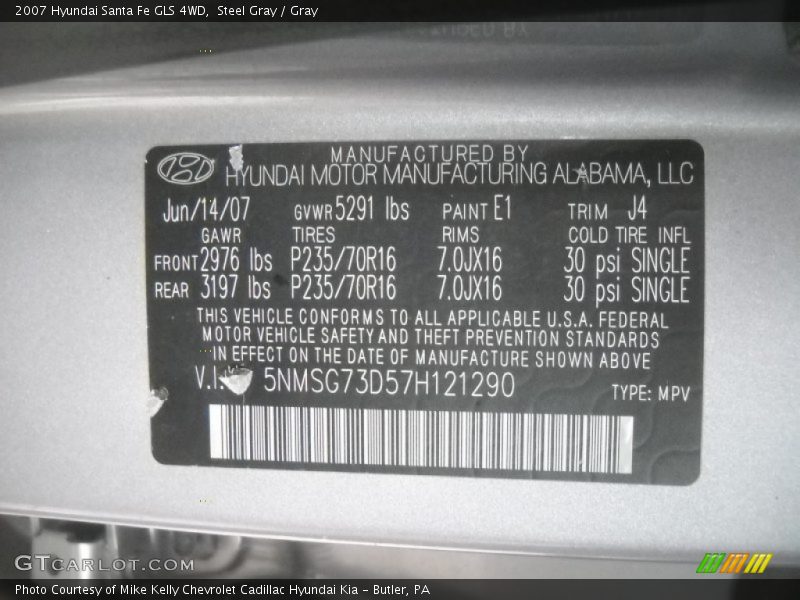 2007 Hyundai Santa Fe GLS 4WD, Steel Gray / Gray
MANUFACTURED BY
HYUNDAI MOTOR MANUFACTURING ALABAMA, LLC
Jun/14/07 GVWR 5291 lbs PAINT E1 TRIM J4
GAWR TIRES RIMS COLD TIRE INFL
FRONT 2976 lbs P235/70R16 7.0JX16 30 psi SINGLE
REAR 3197 lbs P235/70R16 7.0JX16 30 psi SINGLE
THIS VEHICLE CONFORMS TO ALL APPLICABLE U.S.A. FEDERAL
MOTOR VEHICLE SAFETY AND THEFT PREVENTION STANDARDS
IN EFFECT ON THE DATE OF MANUFACTURE SHOWN ABOVE
V.I. 5NMSG73D57H121290 TYPE: MPV
GTCARLOT.COM
Photo Courtesy of Mike Kelly Chevrolet Cadillac Hyundai Kia - Butler, PA